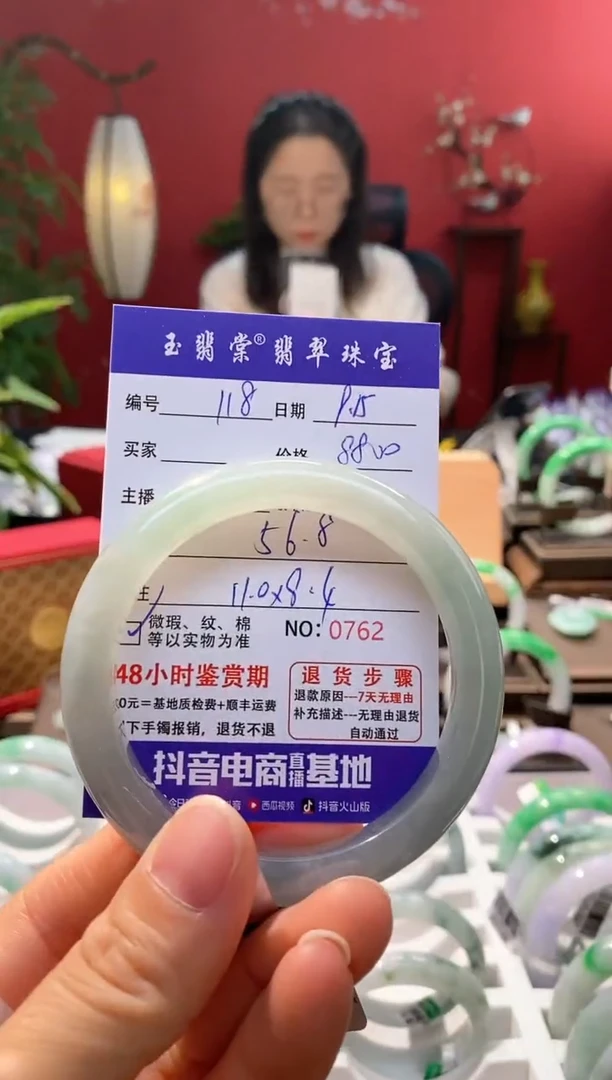 玉翡棠® 翡翠珠宝
编号 118 日期 9.15
买家 价格 8800
主播
56.8
注 11.0x8.4
微瑕、纹、棉
等以实物为准
NO: 0762
48小时鉴赏期
0元=基地质检费+顺丰运费
下手镯报销，退货不退
退货步骤
退款原因---7天无理由
补充描述---无理由退货
自动通过
抖音电商直播基地
西瓜视频 抖音火山版